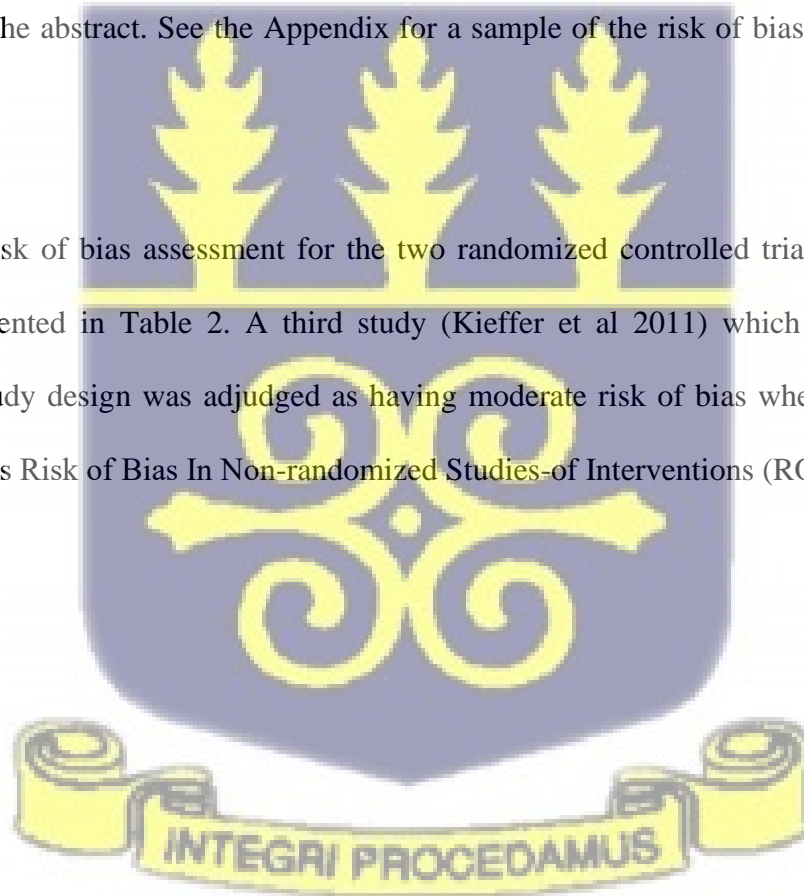 he abstract. See the Appendix for a sample of the risk of bias
sk of bias assessment for the two randomized controlled tria
ented in Table 2. A third study (Kieffer et al 2011) which
udy design was adjudged as having moderate risk of bias whe
s Risk of Bias In Non-randomized Studies-of Interventions (RO
INTEGRI PROCEDAMUS